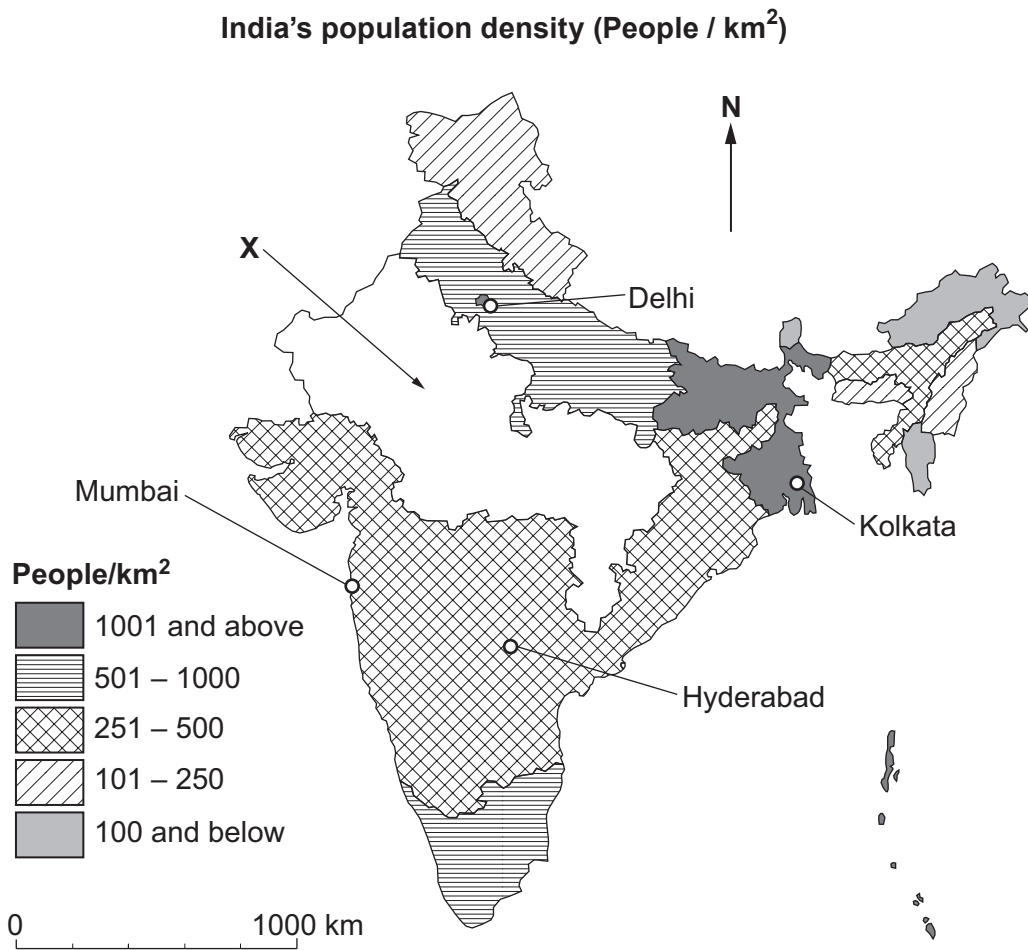 India’s population density (People / km²)
N
X
Delhi
Mumbai
Kolkata
People/km²
1001 and above
501 – 1000
251 – 500
Hyderabad
101 – 250
100 and below
0 1000 km